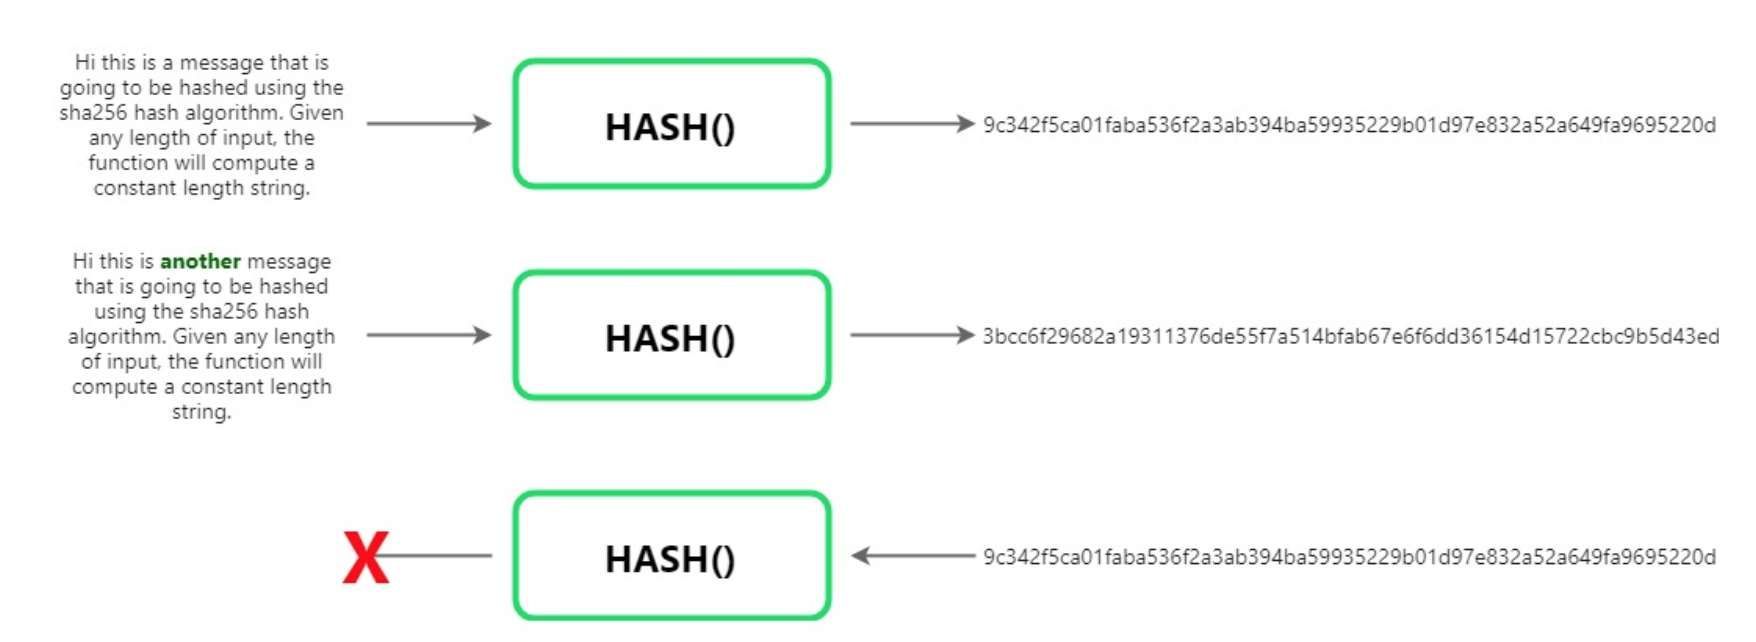 Hi this is a message that is
going to be hashed using the
sha256 hash algorithm. Given
any length of input, the
function will compute a
constant length string.
HASH()
9c342f5ca01faba536f2a3ab394ba59935229b01d97e832a52a649fa9695220d
Hi this is another message
that is going to be hashed
using the sha256 hash
algorithm. Given any length
of input, the function will
compute a constant length
string.
HASH()
3bcc6f29682a19311376de55f7a514bfab67e6f6dd36154d15722cbc9b5d43ed
X
HASH()
9c342f5ca01faba536f2a3ab394ba59935229b01d97e832a52a649fa9695220d